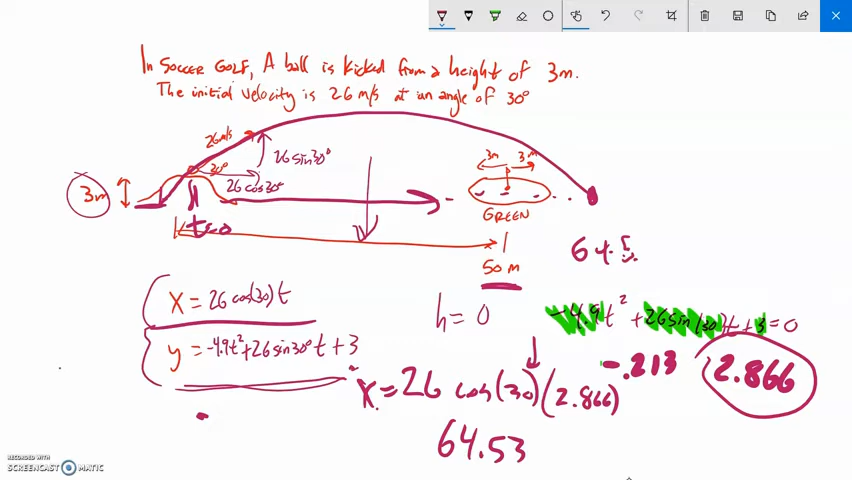 In SOCCER GOLF, A ball is kicked from a height of 3m.
The initial velocity is 26 m/s at an angle of 30°
26 m/s
30°
26 sin 30°
26 cos 30°
3m
t=0
3m 3m
GREEN
50 m
64.5
x = 26 cos(30) t
y = -4.9t² + 26 sin 30° t + 3
h = 0
-4.9t² + 26 sin(30)t + 3 = 0
-.213 2.866
x = 26 cos(30)(2.866)
64.53
RECORDED WITH
SCREENCAST MATIC